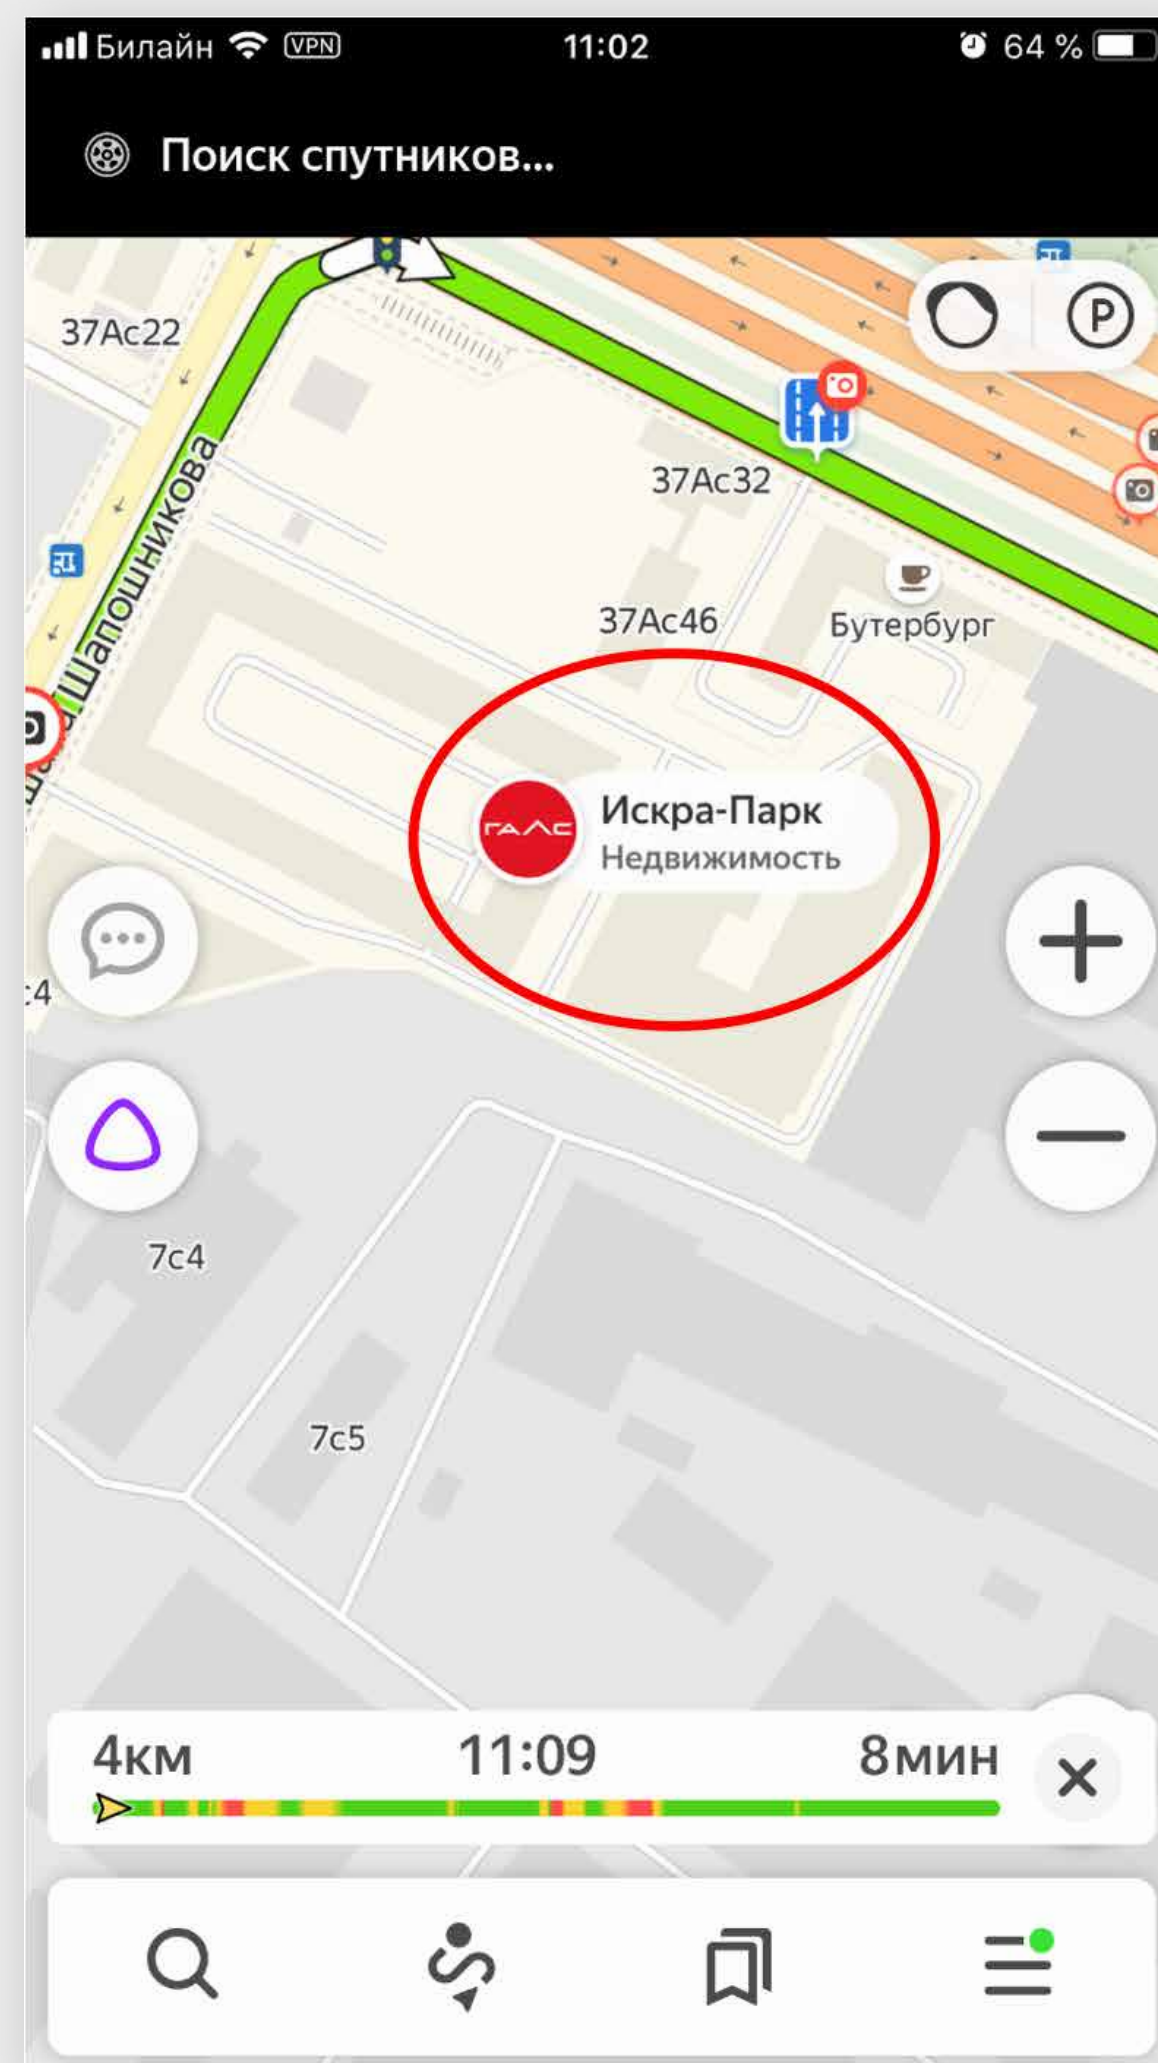 Билайн VPN 11:02 64 %
Поиск спутников...
37Ас22
P
37Ас32
Шапошникова
37Ас46
Бутербург
ГАЛС
Искра-Парк
Недвижимость
с4
7с4
7с5
4км 11:09 8мин